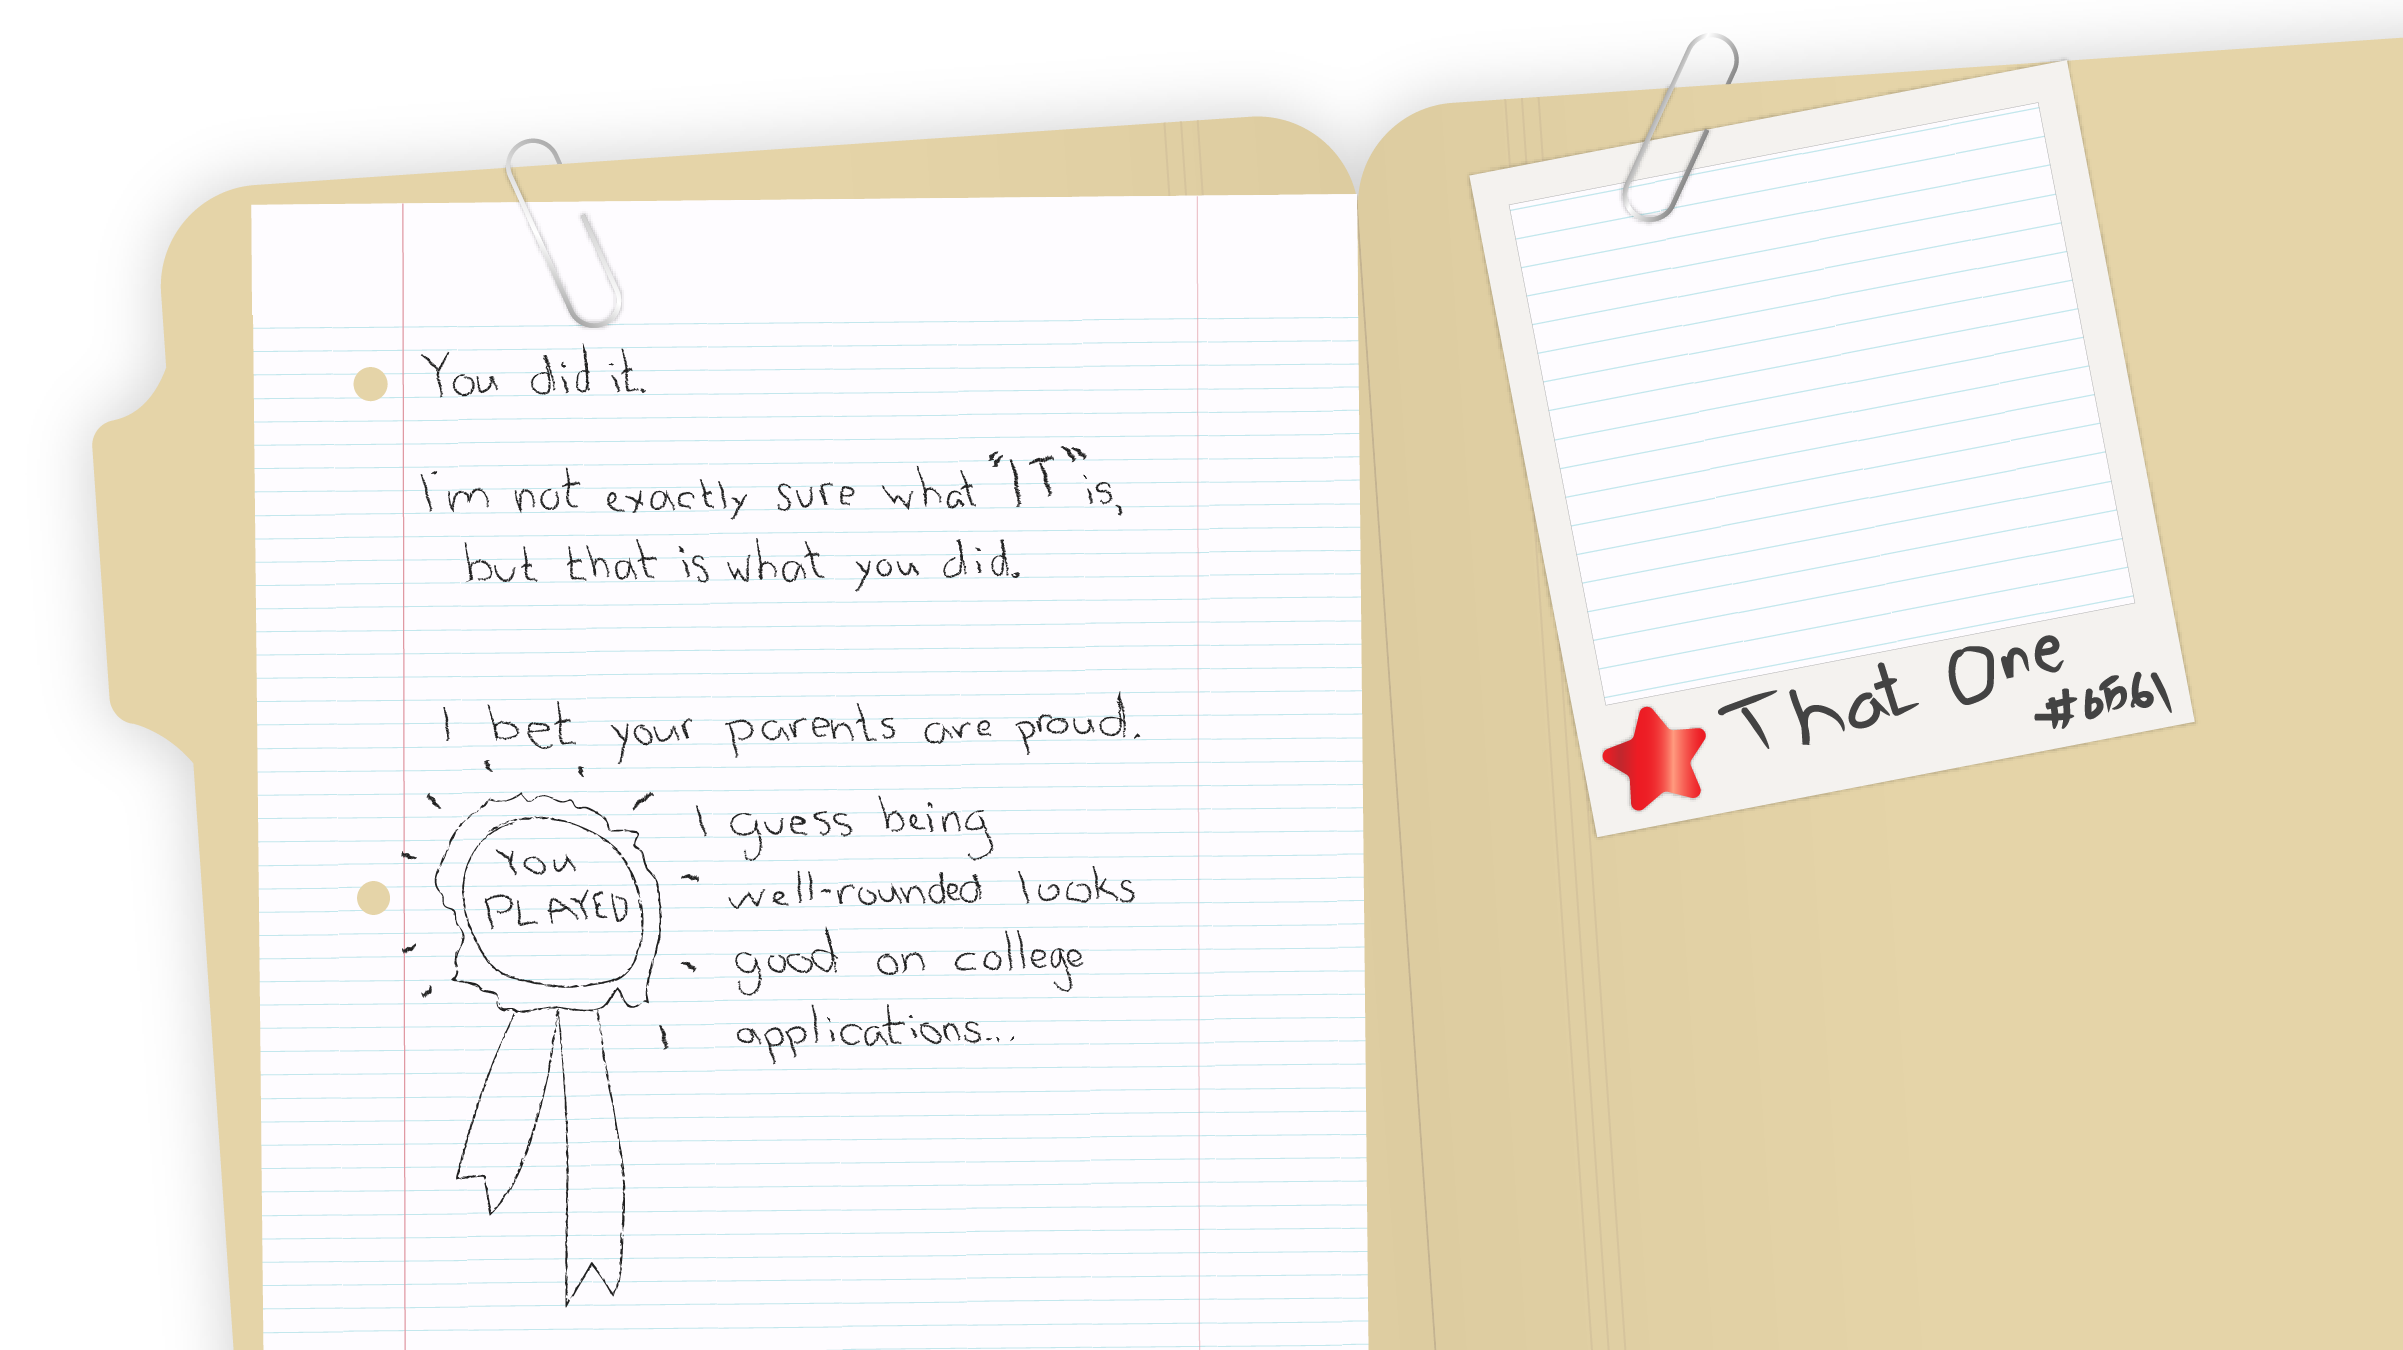 You did it.
I'm not exactly sure what "IT" is,
but that is what you did.
I bet your parents are proud.
YOU
PLAYED
I guess being
well-rounded looks
good on college
applications...
That One
#6561